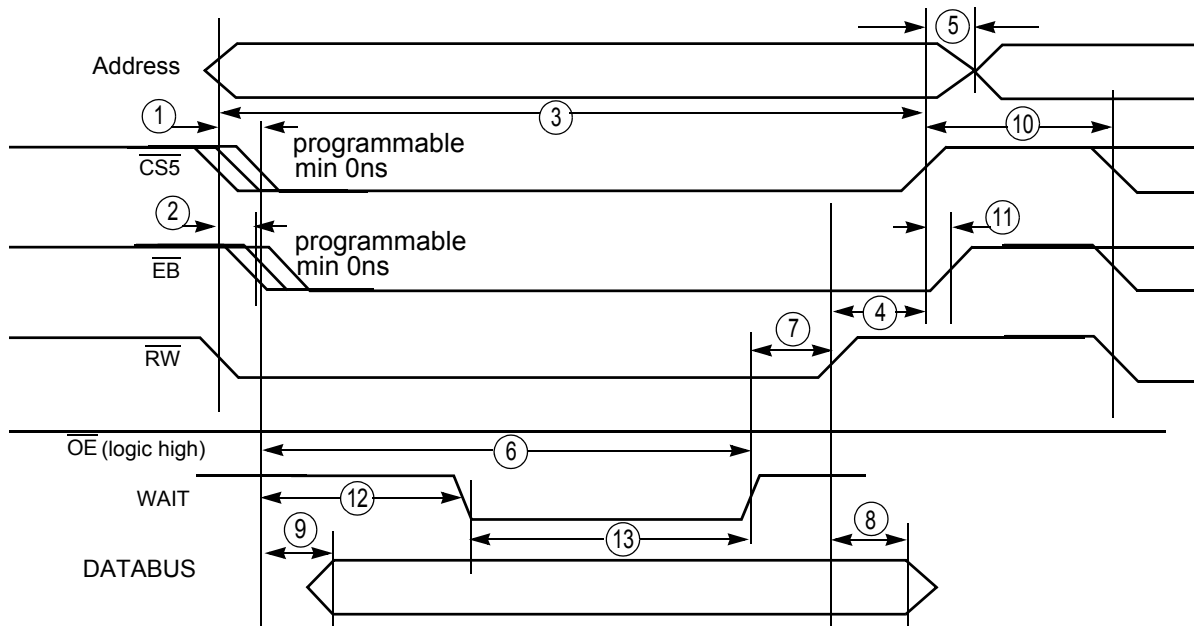 5
Address
1
3
10
programmable
min 0ns
CS5
2
11
programmable
min 0ns
EB
4
7
RW
OE (logic high)
6
WAIT
12
13
9
8
DATABUS